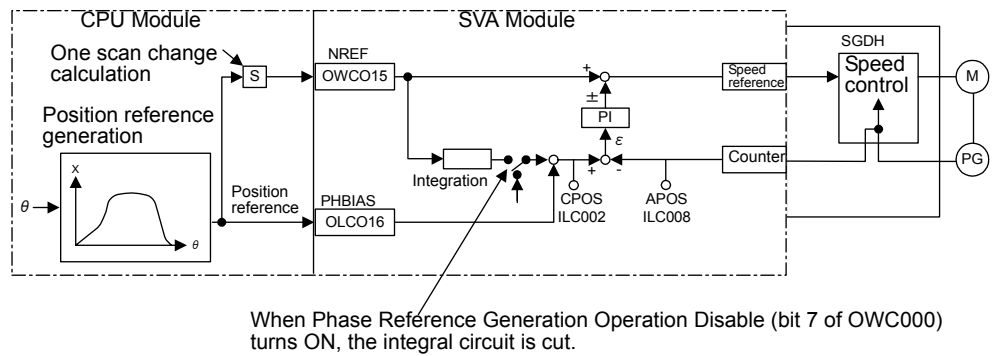 CPU Module
SVA Module
One scan change
calculation
S
NREF
OWCO15
SGDH
Speed
reference
Speed
control
M
+
±
PI
ε
Position reference
generation
X
θ
θ
Position
reference
Integration
+
-
Counter
PG
CPOS
ILC002
APOS
ILC008
PHBIAS
OLCO16
When Phase Reference Generation Operation Disable (bit 7 of OWC000)
turns ON, the integral circuit is cut.